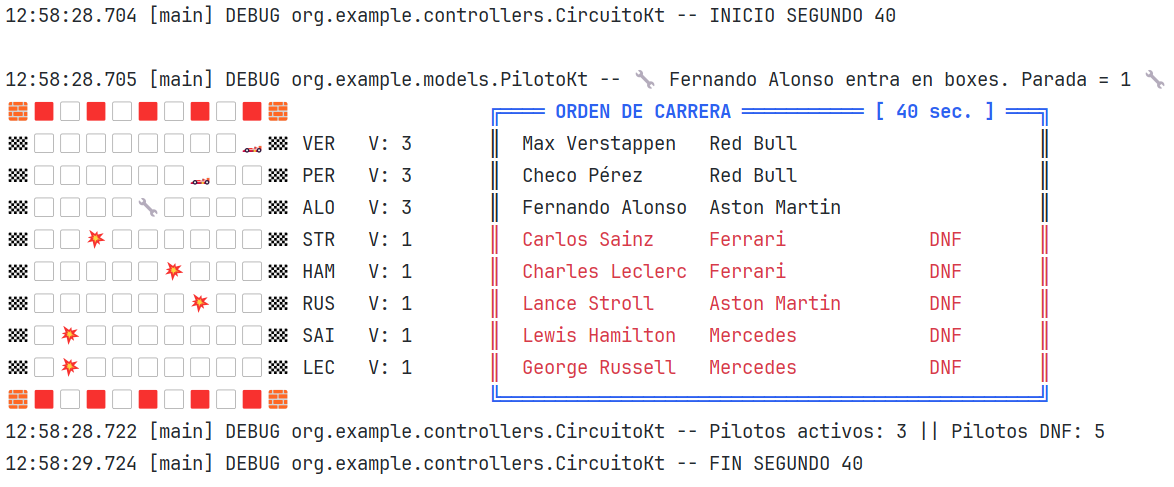 12:58:28.704 [main] DEBUG org.example.controllers.CircuitoKt -- INICIO SEGUNDO 40
12:58:28.705 [main] DEBUG org.example.models.PilotoKt -- 🔧 Fernando Alonso entra en boxes. Parada = 1 🔧
ORDEN DE CARRERA [ 40 sec. ]
VER V: 3 Max Verstappen Red Bull
PER V: 3 Checo Pérez Red Bull
ALO V: 3 Fernando Alonso Aston Martin
STR V: 1 Carlos Sainz Ferrari DNF
HAM V: 1 Charles Leclerc Ferrari DNF
RUS V: 1 Lance Stroll Aston Martin DNF
SAI V: 1 Lewis Hamilton Mercedes DNF
LEC V: 1 George Russell Mercedes DNF
12:58:28.722 [main] DEBUG org.example.controllers.CircuitoKt -- Pilotos activos: 3 || Pilotos DNF: 5
12:58:29.724 [main] DEBUG org.example.controllers.CircuitoKt -- FIN SEGUNDO 40